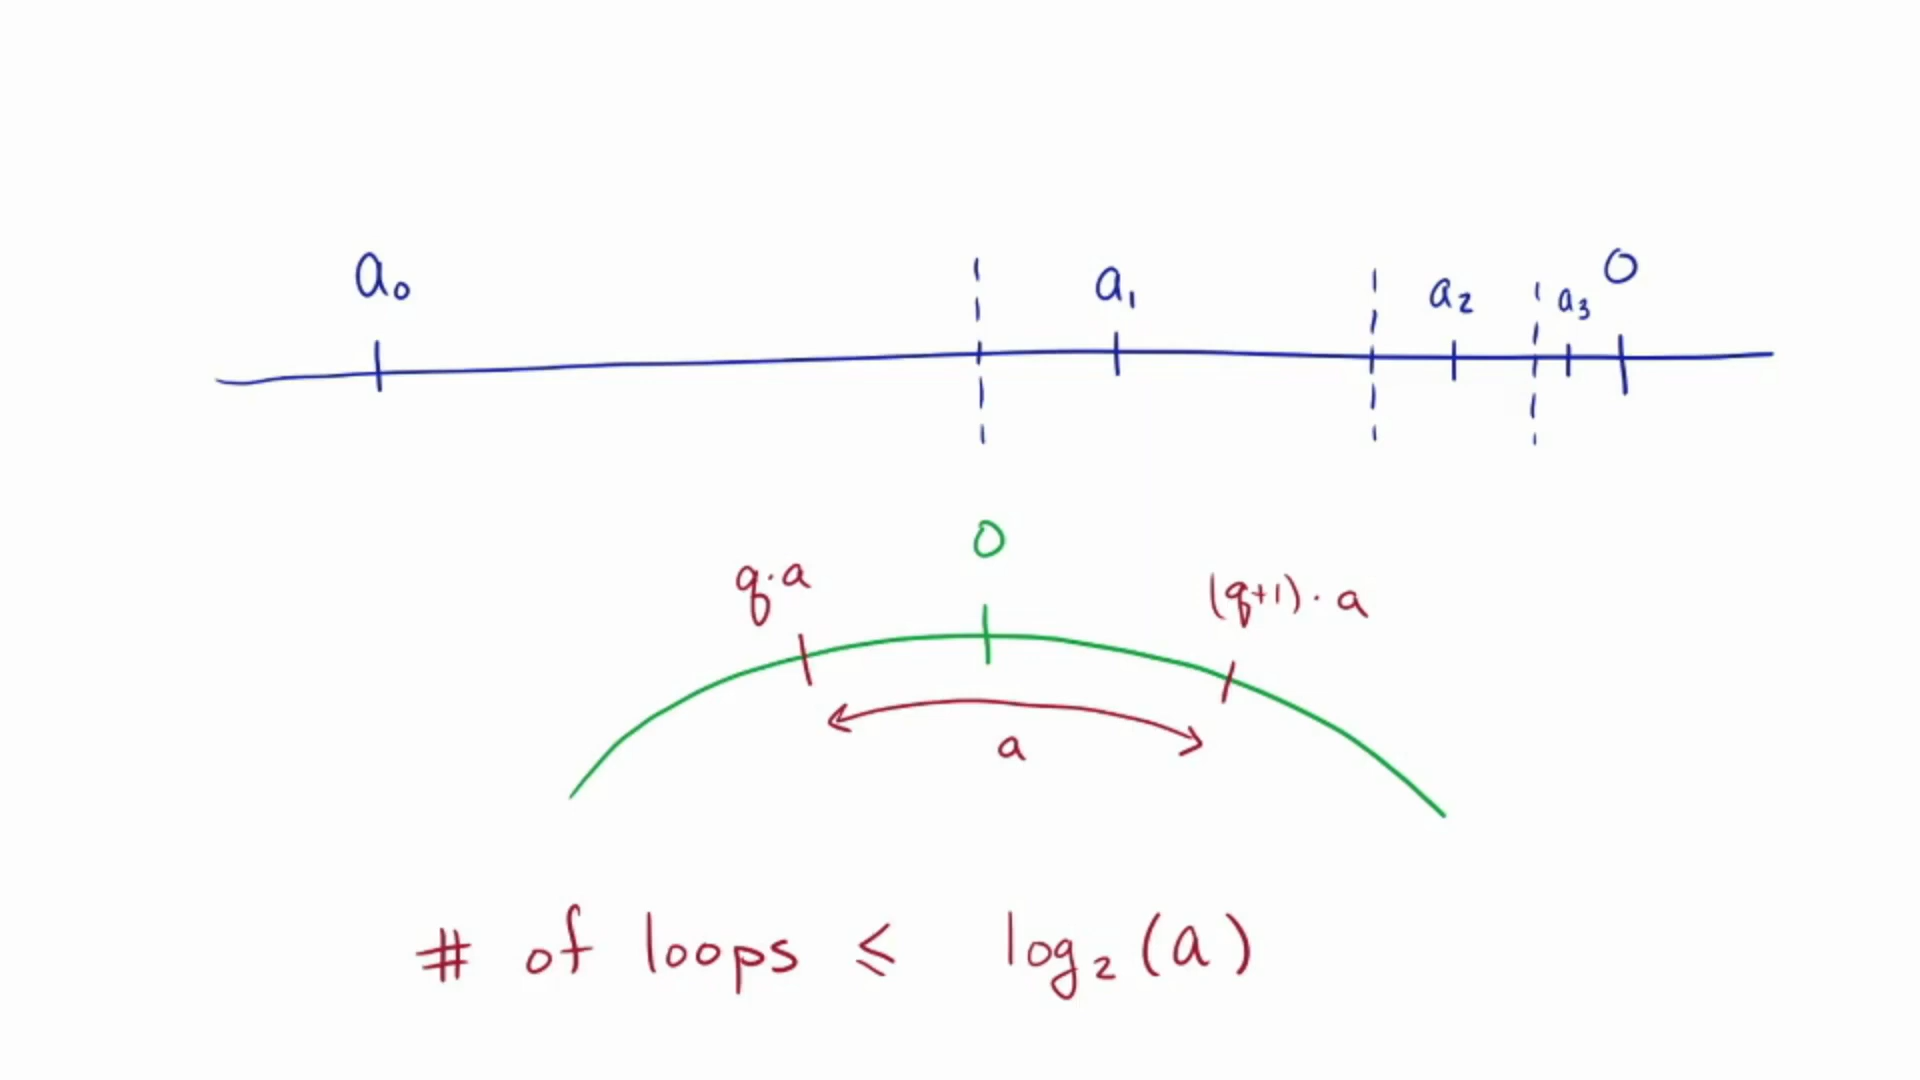 a₀ a₁ a₂ a₃ 0
0
q·a (q+1)·a
a
# of loops ≤ log₂(a)